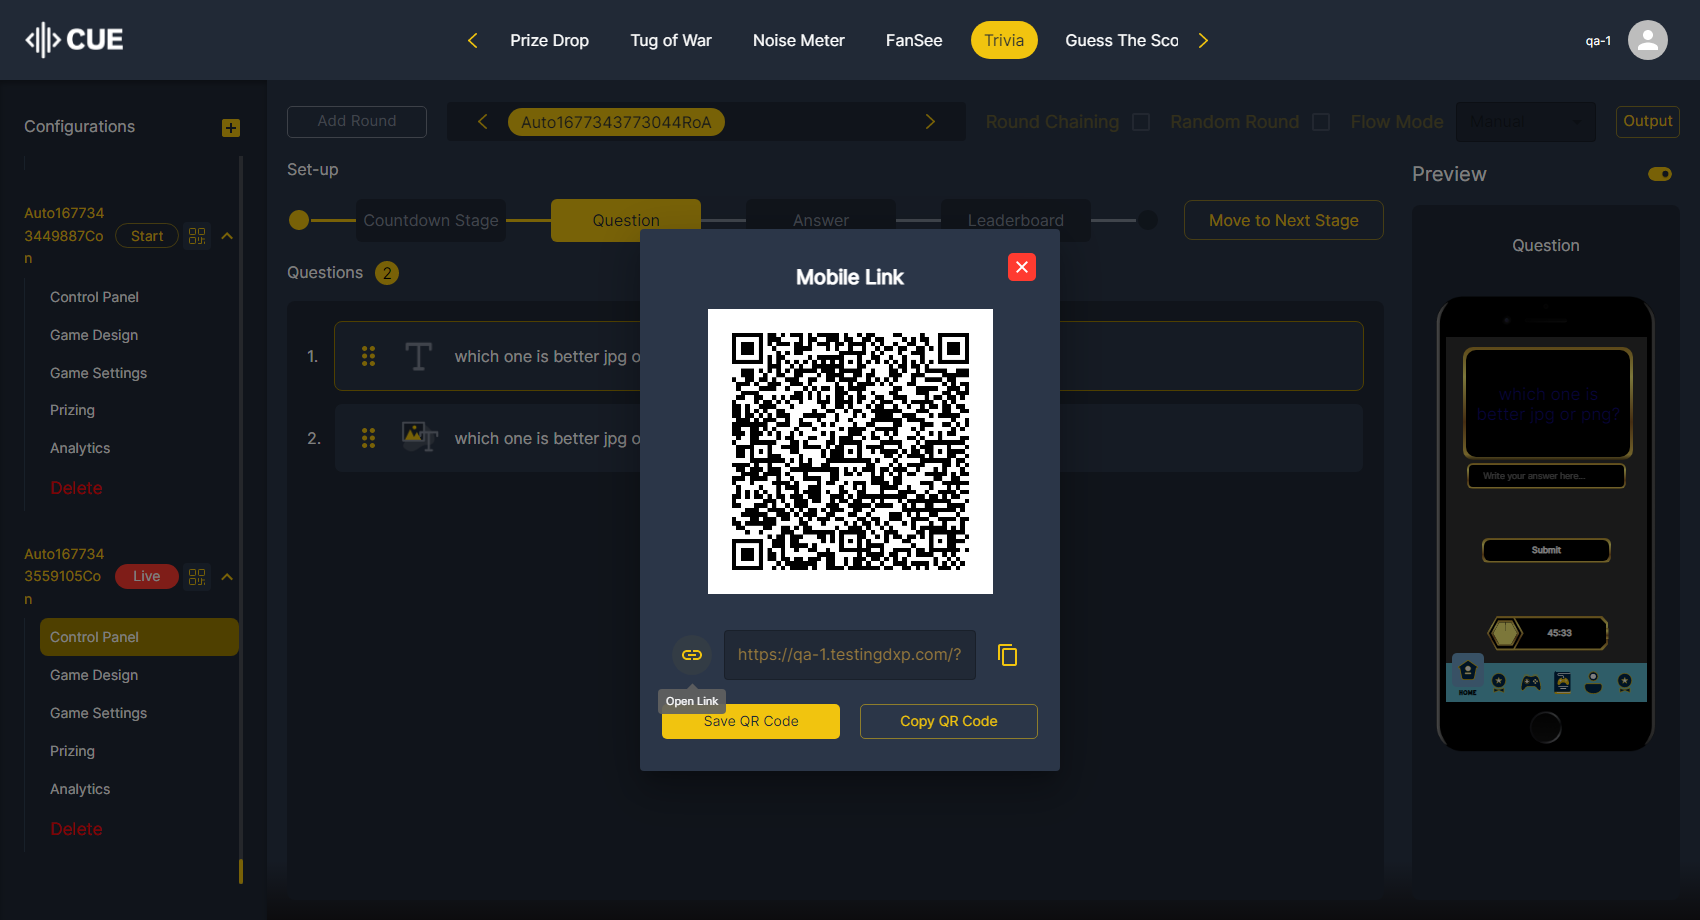 CUE
Prize Drop
Tug of War
Noise Meter
FanSee
Trivia
Guess The Sco
qa-1
Configurations
Add Round
Auto1677343773044RoA
Round Chaining
Random Round
Flow Mode
Manual
Output
Set-up
Preview
Auto167734
3449887Co
n
Start
Countdown Stage
Question
Answer
Leaderboard
Move to Next Stage
Question
Questions 2
Control Panel
Game Design
Game Settings
Prizing
Analytics
Delete
1. which one is better jpg o
2. which one is better jpg o
Mobile Link
https://qa-1.testingdxp.com/?
Open Link
Save QR Code
Copy QR Code
which one is
better jpg or png?
Write your answer here...
Submit
45:33
HOME
Auto167734
3559105Co
n
Live
Control Panel
Game Design
Game Settings
Prizing
Analytics
Delete